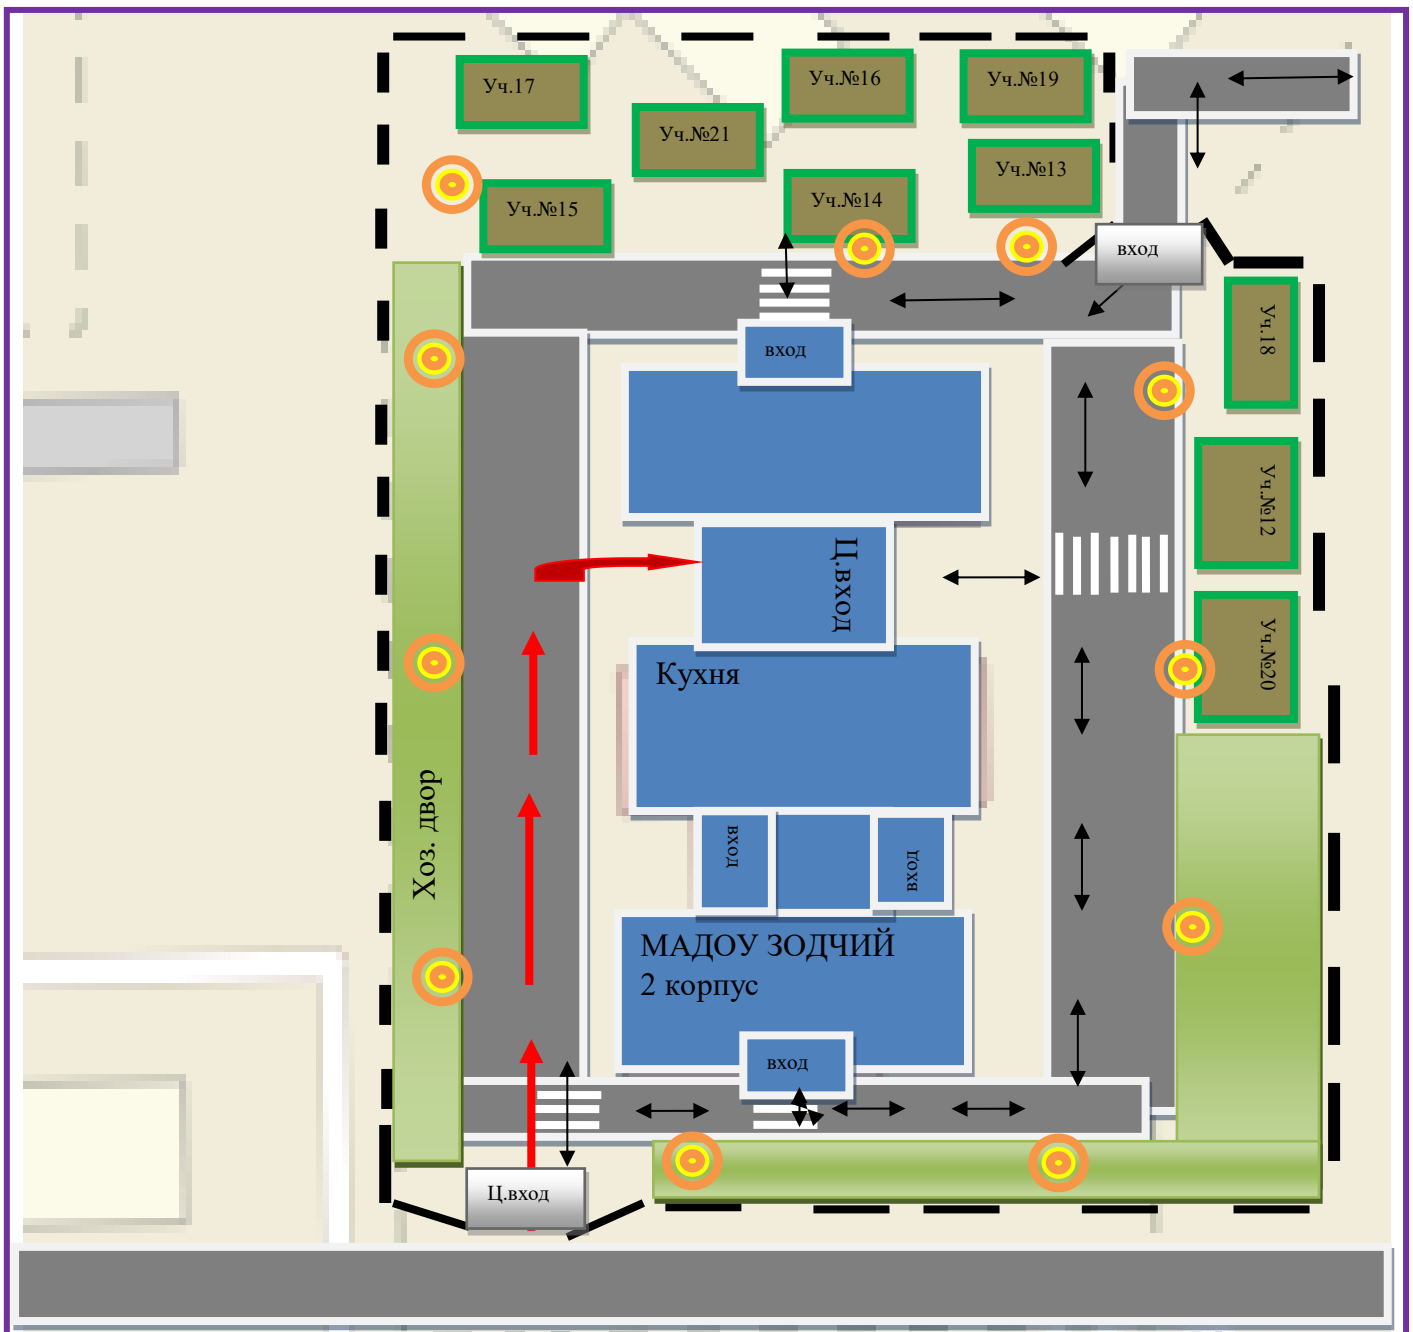 Уч.17
Уч.№16
Уч.№19
Уч.№21
Уч.№13
Уч.№15
Уч.№14
вход
Уч.18
вход
Уч.№12
Ц.вход
Уч.№20
Кухня
Хоз. двор
вход
вход
МАДОУ ЗОДЧИЙ
2 корпус
вход
Ц.вход